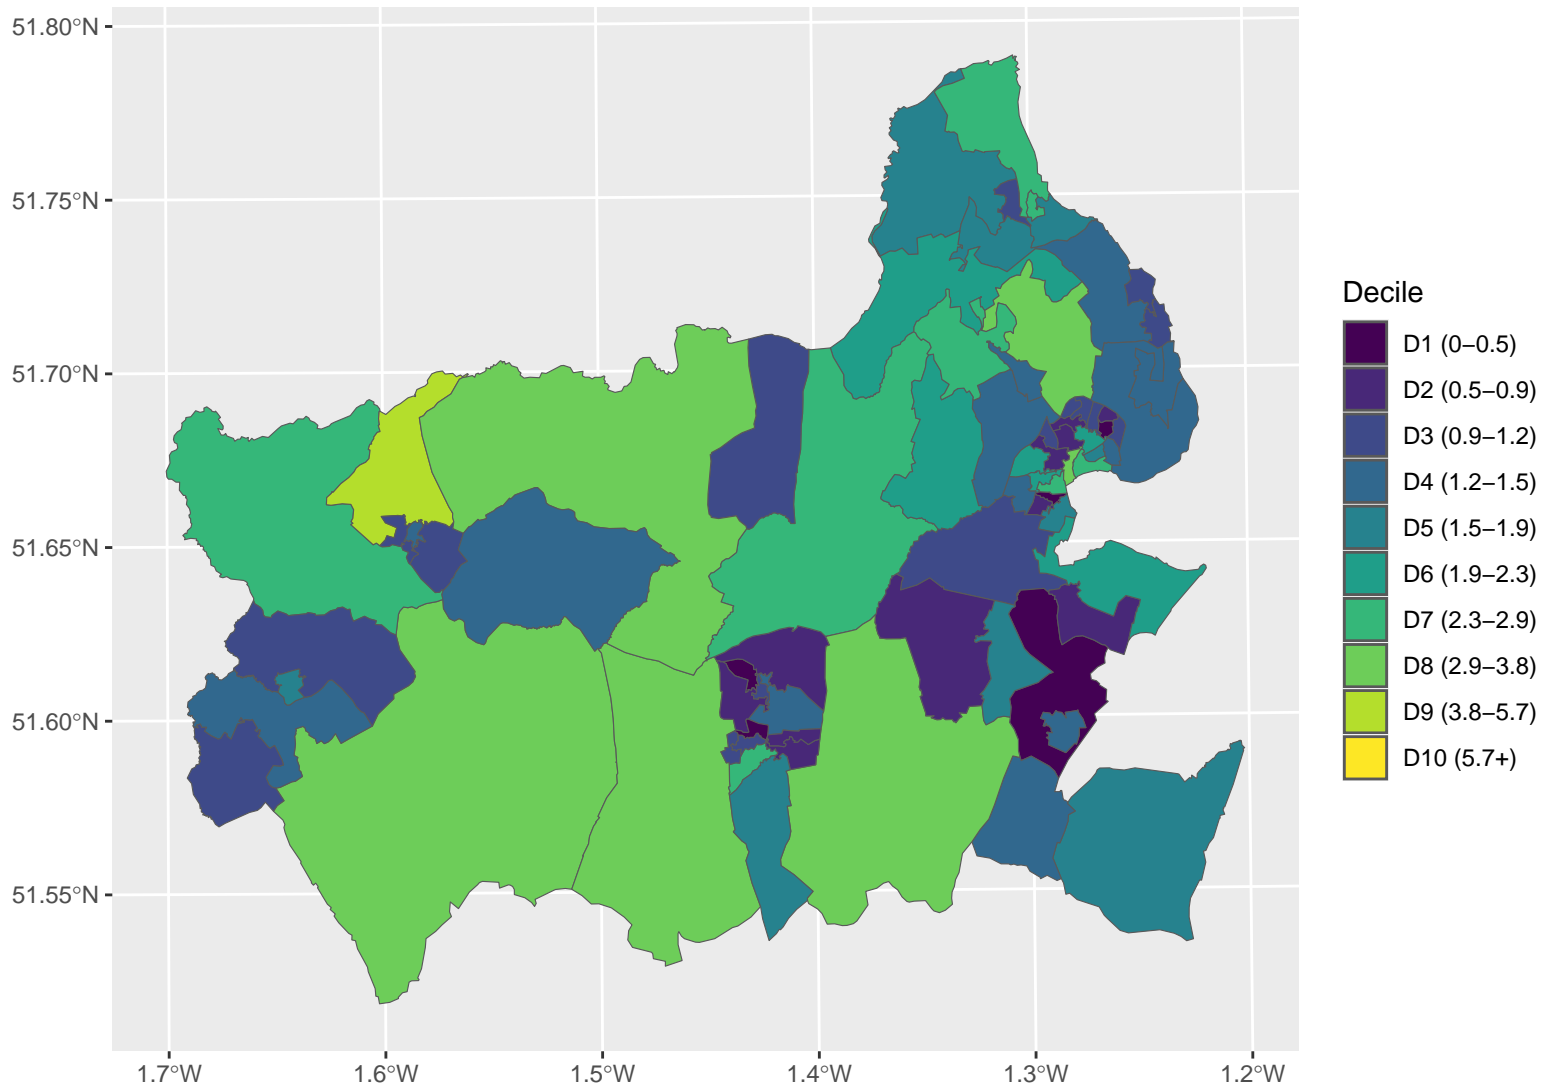 51.80°N
51.75°N
51.70°N
51.65°N
51.60°N
51.55°N
1.7°W 1.6°W 1.5°W 1.4°W 1.3°W 1.2°W
Decile
D1 (0−0.5)
D2 (0.5−0.9)
D3 (0.9−1.2)
D4 (1.2−1.5)
D5 (1.5−1.9)
D6 (1.9−2.3)
D7 (2.3−2.9)
D8 (2.9−3.8)
D9 (3.8−5.7)
D10 (5.7+)